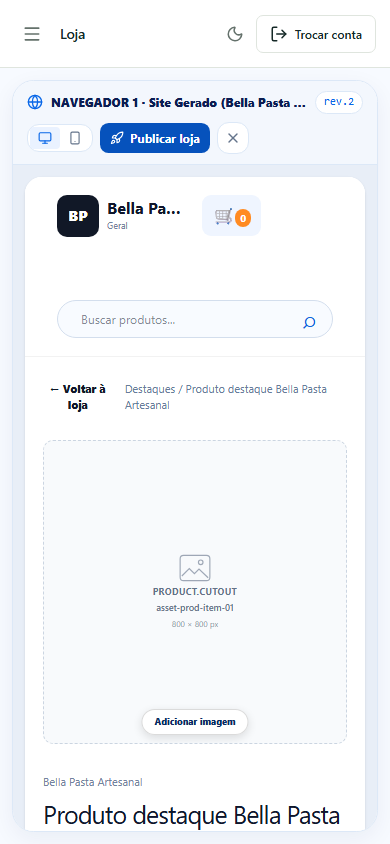 Loja
Trocar conta
NAVEGADOR 1 · Site Gerado (Bella Pasta ...
rev.2
Publicar loja
BP
Bella Pa...
Geral
0
Buscar produtos...
← Voltar à
loja
Destaques / Produto destaque Bella Pasta
Artesanal
PRODUCT.CUTOUT
asset-prod-item-01
800 × 800 px
Adicionar imagem
Bella Pasta Artesanal
Produto destaque Bella Pasta